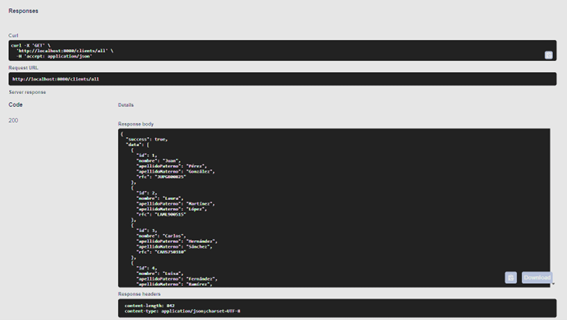 Responses
Curl
curl -X 'GET' \
'http://localhost:8080/clients/all' \
-H 'accept: application/json'
Request URL
http://localhost:8080/clients/all
Server response
Code
Details
200
Response body
{
"success": true,
"data": [
{
"id": 1,
"nombre": "Juan",
"apellidoPaterno": "Pérez",
"apellidoMaterno": "González",
"rfc":
},
{
"id": 2,
"nombre": "Laura",
"apellidoPaterno": "Martínez",
"apellidoMaterno": "López",
"rfc":
},
{
"id": 3,
"nombre": "Carlos",
"apellidoPaterno": "Hernández",
"apellidoMaterno": "Sánchez",
"rfc":
},
{
"id": 4,
"nombre": "Luisa",
"apellidoPaterno": "Fernández",
"apellidoMaterno": "Ramírez",
Download
Response headers
content-length: 842
content-type: application/json;charset=UTF-8